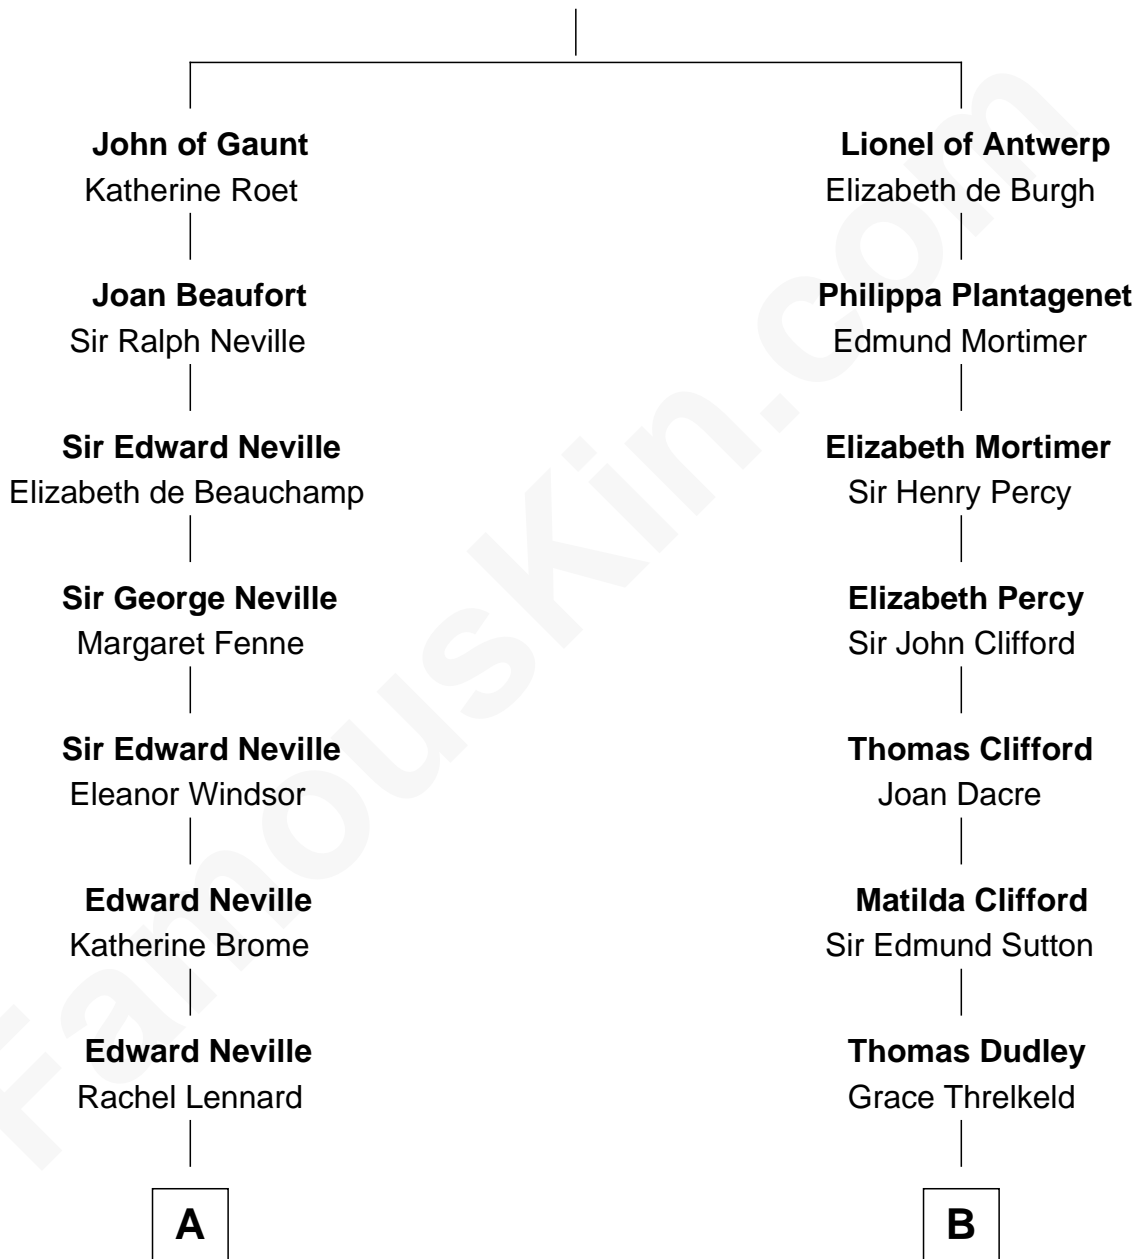 John of Gaunt
Katherine Roet
Joan Beaufort
Sir Ralph Neville
Sir Edward Neville
Elizabeth de Beauchamp
Sir George Neville
Margaret Fenne
Sir Edward Neville
Eleanor Windsor
Edward Neville
Katherine Brome
Edward Neville
Rachel Lennard
A
Lionel of Antwerp
Elizabeth de Burgh
Philippa Plantagenet
Edmund Mortimer
Elizabeth Mortimer
Sir Henry Percy
Elizabeth Percy
Sir John Clifford
Thomas Clifford
Joan Dacre
Matilda Clifford
Sir Edmund Sutton
Thomas Dudley
Grace Threlkeld
B
FamousKin.com